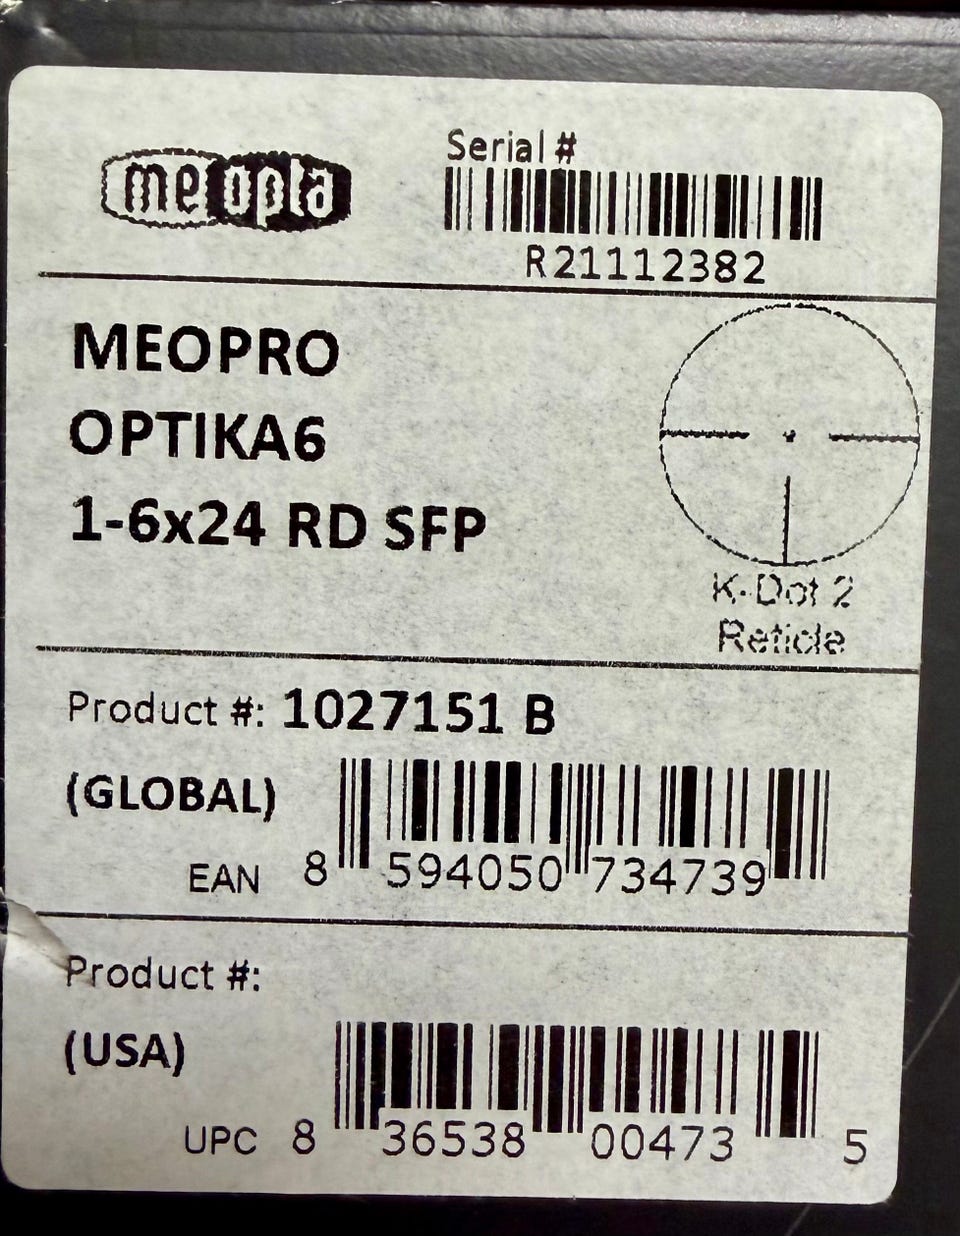 meopta
Serial #
R21112382
MEOPRO
OPTIKA6
1-6x24 RD SFP
K-Dot 2
Reticle
Product #: 1027151 B
(GLOBAL)
EAN 8 594050 734739
Product #:
(USA)
UPC 8 36538 00473 5